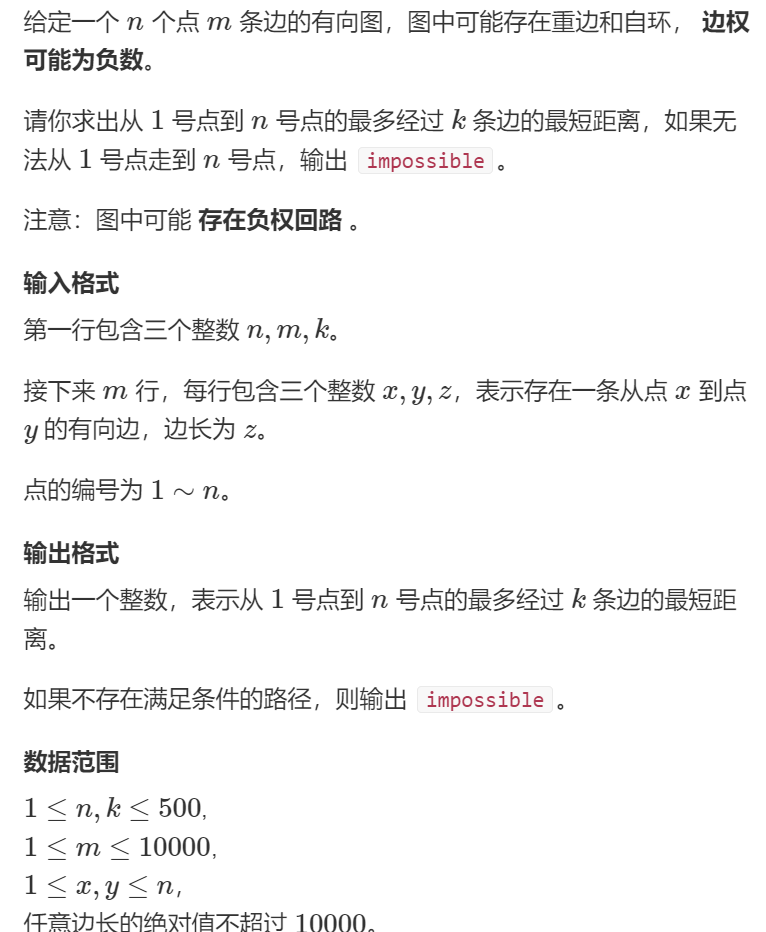 给定一个 n 个点 m 条边的有向图，图中可能存在重边和自环， 边权
可能为负数。
请你求出从 1 号点到 n 号点的最多经过 k 条边的最短距离，如果无
法从 1 号点走到 n 号点，输出 impossible 。
注意：图中可能 存在负权回路 。
输入格式
第一行包含三个整数 n, m, k。
接下来 m 行，每行包含三个整数 x, y, z，表示存在一条从点 x 到点
y 的有向边，边长为 z。
点的编号为 1 ∼ n。
输出格式
输出一个整数，表示从 1 号点到 n 号点的最多经过 k 条边的最短距
离。
如果不存在满足条件的路径，则输出 impossible 。
数据范围
1 ≤ n, k ≤ 500,
1 ≤ m ≤ 10000,
1 ≤ x, y ≤ n，
任意边长的绝对值不超过 10000。